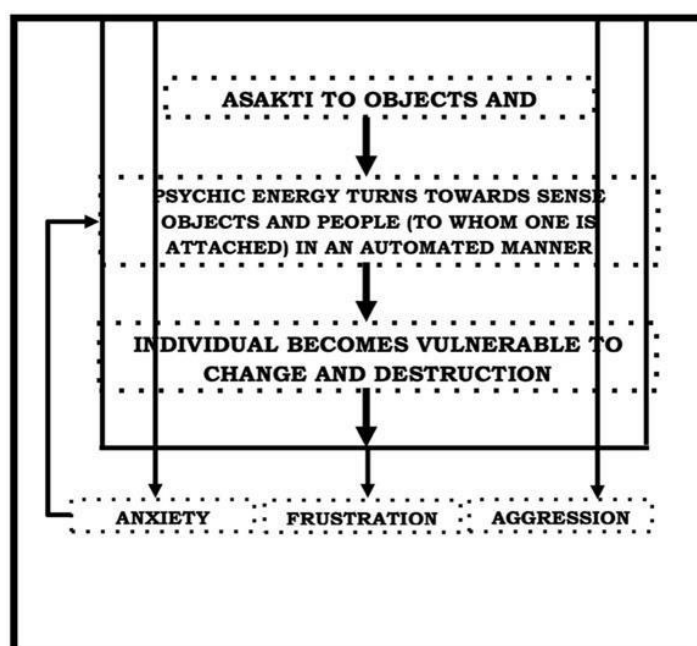 ASAKTI TO OBJECTS AND
PSYCHIC ENERGY TURNS TOWARDS SENSE
OBJECTS AND PEOPLE (TO WHOM ONE IS
ATTACHED) IN AN AUTOMATED MANNER
INDIVIDUAL BECOMES VULNERABLE TO
CHANGE AND DESTRUCTION
ANXIETY
FRUSTRATION
AGGRESSION